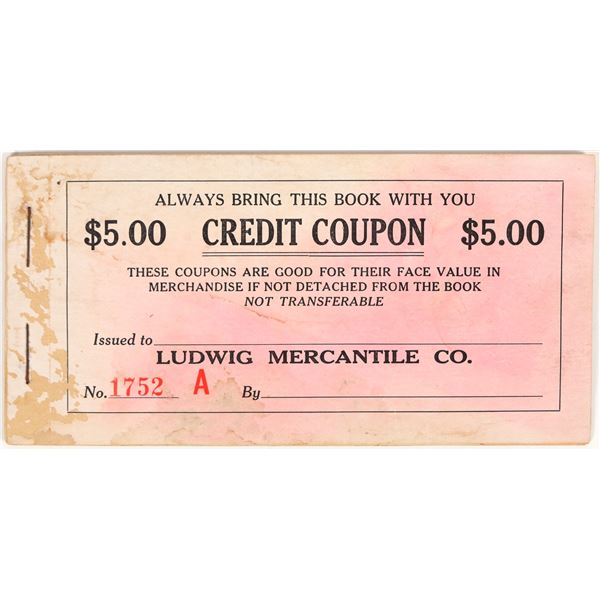 ALWAYS BRING THIS BOOK WITH YOU
$5.00 CREDIT COUPON $5.00
THESE COUPONS ARE GOOD FOR THEIR FACE VALUE IN
MERCHANDISE IF NOT DETACHED FROM THE BOOK
NOT TRANSFERABLE
Issued to
LUDWIG MERCANTILE CO.
No. 1752 A By